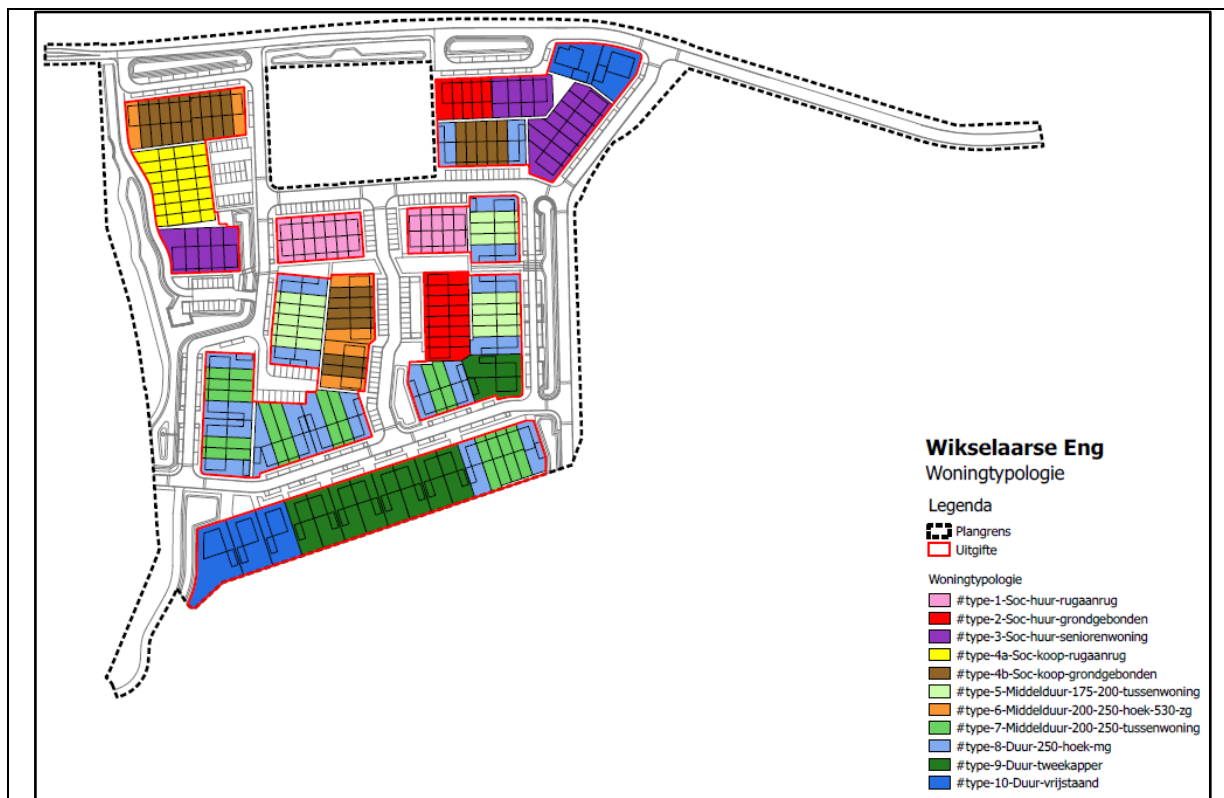 Wikselaarse Eng
Woningtypologie
Legenda
Plangrens
Uitgifte
Woningtypologie
#type-1-Soc-huur-rugaanrug
#type-2-Soc-huur-grondgebonden
#type-3-Soc-huur-seniorenwoning
#type-4a-Soc-koop-rugaanrug
#type-4b-Soc-koop-grondgebonden
#type-5-Middelduur-175-200-tussenwoning
#type-6-Middelduur-200-250-hoek-530-zg
#type-7-Middelduur-200-250-tussenwoning
#type-8-Duur-250-hoek-mg
#type-9-Duur-tweekapper
#type-10-Duur-vrijstaand